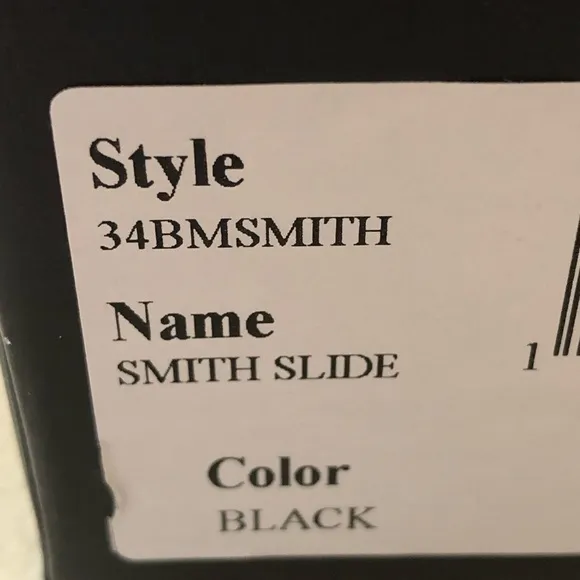 Style
34BMSMITH
Name
SMITH SLIDE
1
Color
BLACK